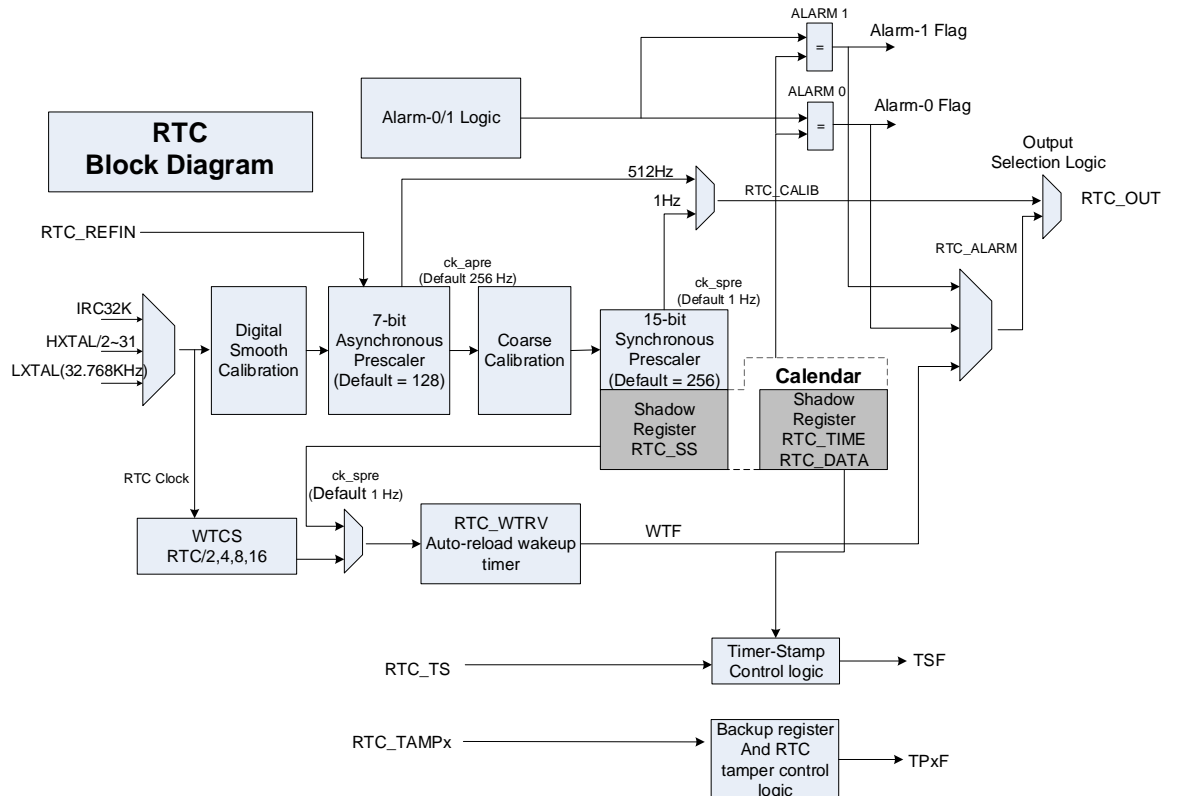 ALARM 1
Alarm-1 Flag
=
ALARM 0
Alarm-0 Flag
=
Alarm-0/1 Logic
RTC
Block Diagram
Output
Selection Logic
512Hz
RTC_CALIB
RTC_OUT
1Hz
RTC_REFIN
RTC_ALARM
ck_apre
(Default 256 Hz)
ck_spre
(Default 1 Hz)
IRC32K
HXTAL/2~31
LXTAL(32.768KHz)
Digital
Smooth
Calibration
7-bit
Asynchronous
Prescaler
(Default = 128)
Coarse
Calibration
15-bit
Synchronous
Prescaler
(Default = 256)
Calendar
Shadow
Register
RTC_SS
Shadow
Register
RTC_TIME
RTC_DATA
RTC Clock
ck_spre
(Default 1 Hz)
WTCS
RTC/2,4,8,16
RTC_WTRV
Auto-reload wakeup
timer
WTF
RTC_TS
Timer-Stamp
Control logic
TSF
RTC_TAMPx
Backup register
And RTC
tamper control
logic
TPxF